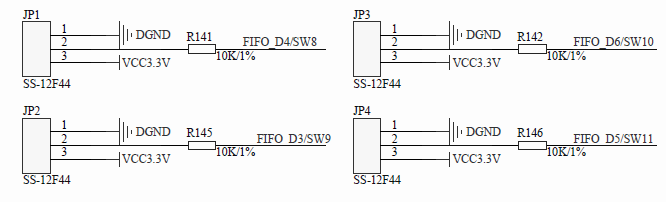 JP1
1
DGND
2
R141
FIFO_D4/SW8
3
VCC3.3V
10K/1%
SS-12F44
JP3
1
DGND
2
R142
FIFO_D6/SW10
3
VCC3.3V
10K/1%
SS-12F44
JP2
1
DGND
2
R145
FIFO_D3/SW9
3
VCC3.3V
10K/1%
SS-12F44
JP4
1
DGND
2
R146
FIFO_D5/SW11
3
VCC3.3V
10K/1%
SS-12F44